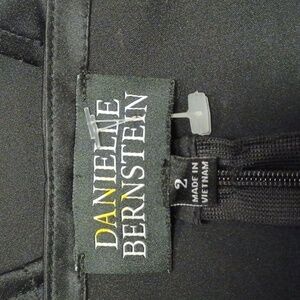 DANIELLE
BERNSTEIN
2
MADE IN
VIETNAM